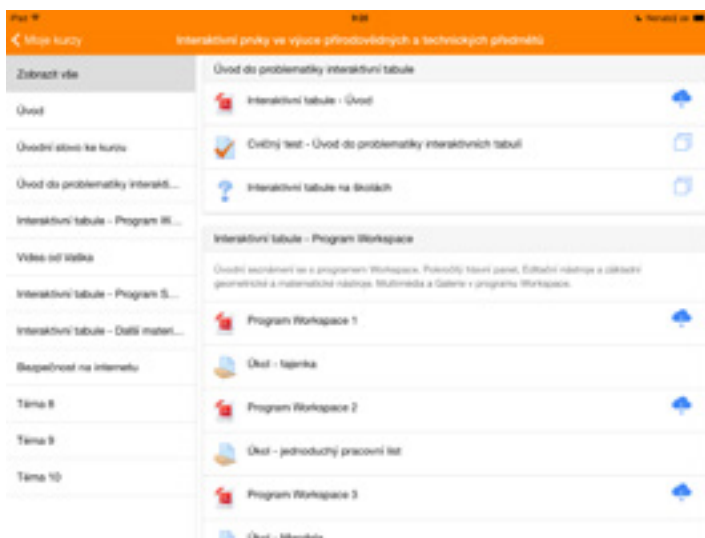 iPad
9:20
Moje kurzy
Interaktivní prvky ve výuce přírodovědných a technických předmětů
Zobrazit vše
Úvod
Úvodní slovo ke kurzu
Úvod do problematiky interakti...
Interaktivní tabule - Program W...
Videa od Vaška
Interaktivní tabule - Program S...
Interaktivní tabule - Další materi...
Bezpečnost na internetu
Téma 8
Téma 9
Téma 10
Úvod do problematiky interaktivní tabule
Interaktivní tabule - Úvod
Cvičný test - Úvod do problematiky interaktivních tabulí
Interaktivní tabule na školách
Interaktivní tabule - Program Workspace
Úvodní seznámení se s programem Workspace, Pokročilý hlavní panel, Editační nástroje a základní
geometrické a matematické nástroje. Multimédia a Galerie v programu Workspace.
Program Workspace 1
Úkol - tajenka
Program Workspace 2
Úkol - jednoduchý pracovní list
Program Workspace 3